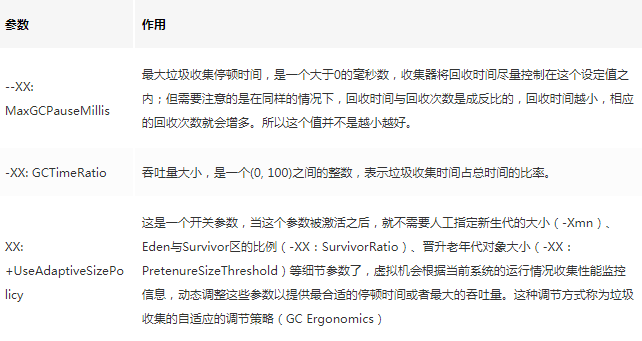 参数 作用
--XX:
MaxGCPauseMillis
最大垃圾收集停顿时间，是一个大于0的毫秒数，收集器将回收时间尽量控制在这个设定值之
内；但需要注意的是在同样的情况下，回收时间与回收次数是成反比的，回收时间越小，相应
的回收次数就会增多。所以这个值并不是越小越好。
-XX: GCTimeRatio
吞吐量大小，是一个(0, 100)之间的整数，表示垃圾收集时间占总时间的比率。
XX:
+UseAdaptiveSizePo
licy
这是一个开关参数，当这个参数被激活之后，就不需要人工指定新生代的大小（-Xmn）、
Eden与Survivor区的比例（-XX：SurvivorRatio）、晋升老年代对象大小（-XX：
PretenureSizeThreshold）等细节参数了，虚拟机会根据当前系统的运行情况收集性能监控
信息，动态调整这些参数以提供最合适的停顿时间或者最大的吞吐量。这种调节方式称为垃圾
收集的自适应的调节策略（GC Ergonomics）